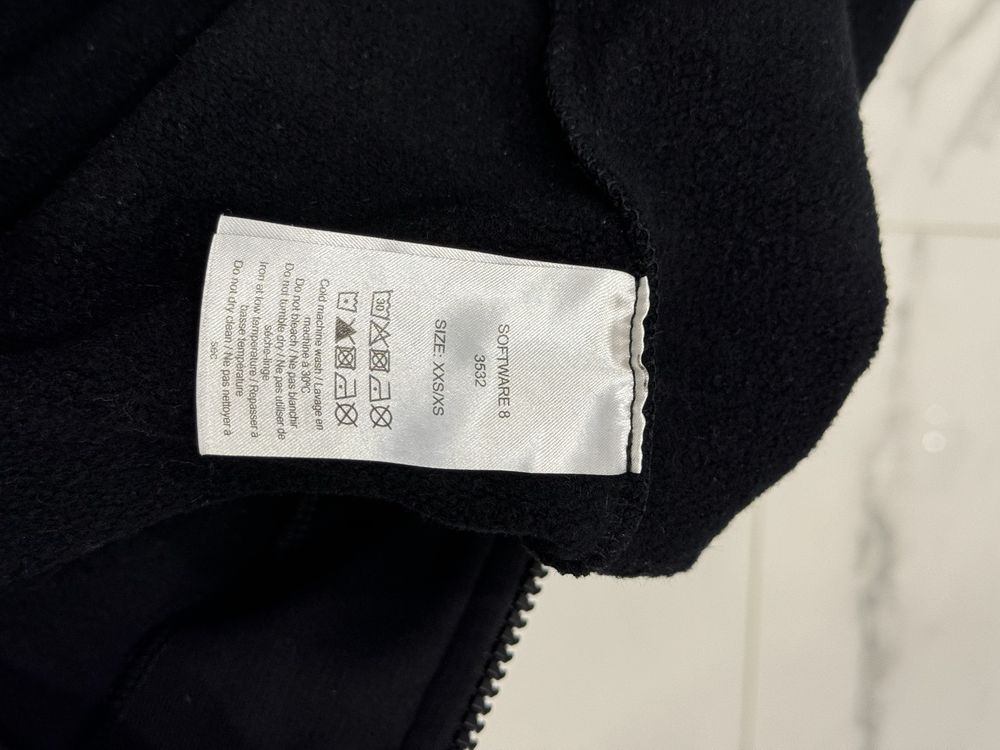 SOFTWARE 8
3532
SIZE: XXS/XS
30
Cold machine wash / Lavage en
machine à 30°C
Do not bleach / Ne pas blanchir
Do not tumble dry / Ne pas utiliser de
sèche-linge
Iron at low temperature / Repasser à
basse température
Do not dry clean / Ne pas nettoyer à
sec